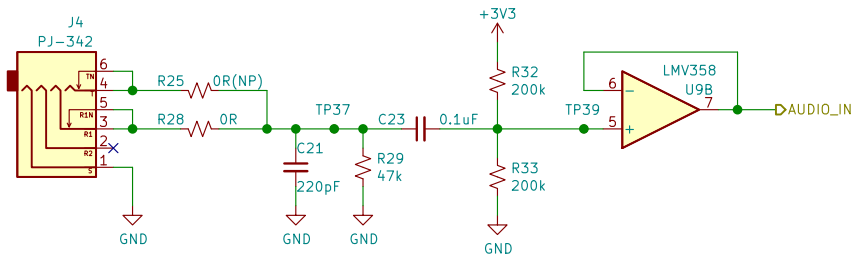 J4
PJ-342
6
TN
4
T
5
R1N
3
R1
2
R2
1
S
GND
R25
0R(NP)
R28
0R
C21
220pF
GND
TP37
R29
47k
GND
C23
0.1uF
+3V3
R32
200k
R33
200k
GND
TP39
LMV358
U9B
6
-
7
5
+
AUDIO_IN